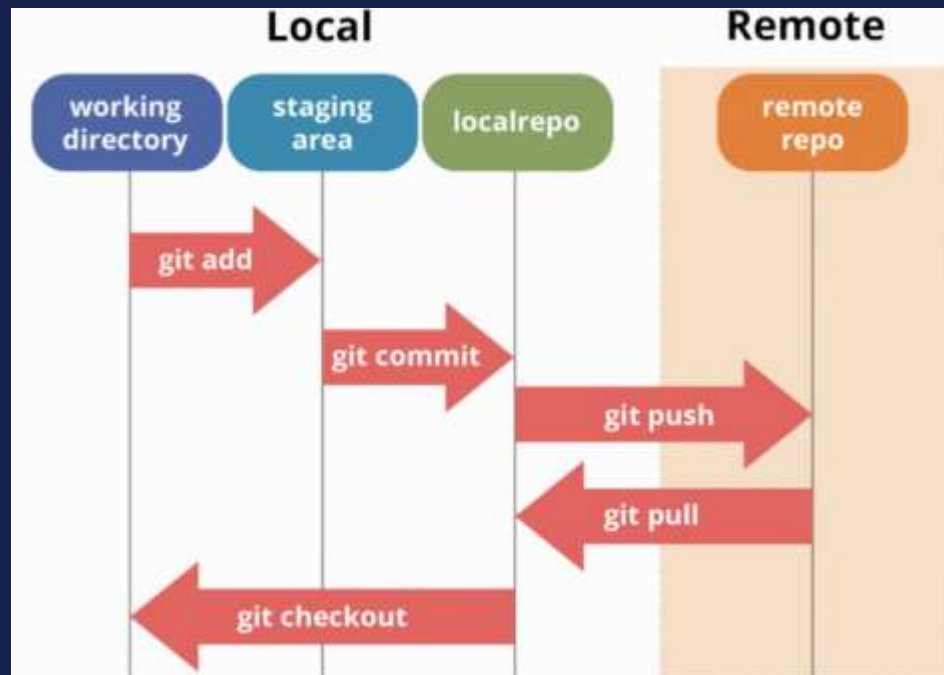 Local
Remote
working
directory
staging
area
localrepo
remote
repo
git add
git commit
git push
git pull
git checkout